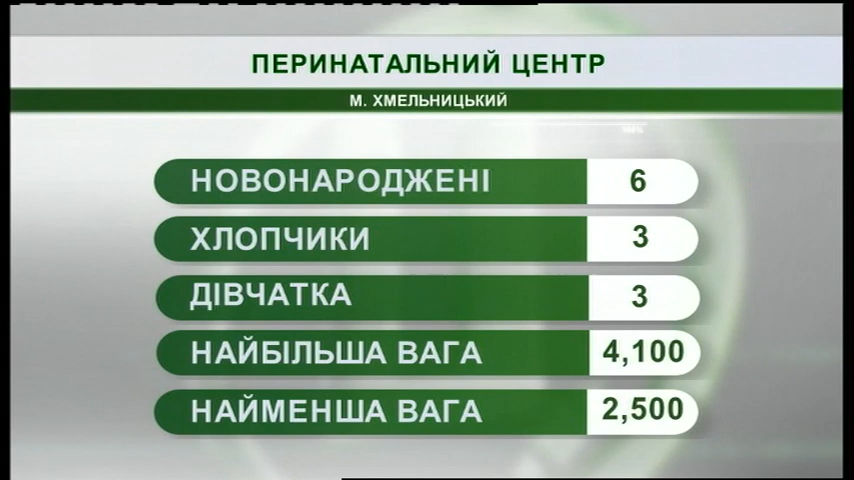 ПЕРИНАТАЛЬНИЙ ЦЕНТР
М. ХМЕЛЬНИЦЬКИЙ
НОВОНАРОДЖЕНІ 6
ХЛОПЧИКИ 3
ДІВЧАТКА 3
НАЙБІЛЬША ВАГА 4,100
НАЙМЕНША ВАГА 2,500